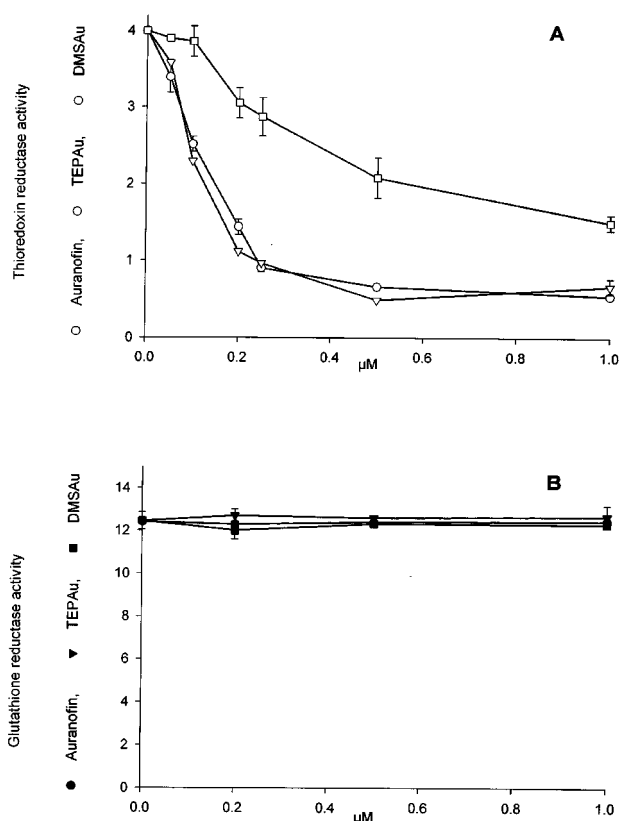 A
Thioredoxin reductase activity
○ Auranofin, ○ TEPAu, ○ DMSAu
4
3
2
1
0
0.0 0.2 0.4 0.6 0.8 1.0
µM
B
Glutathione reductase activity
● Auranofin, ▼ TEPAu, ■ DMSAu
14
12
10
8
6
4
2
0
0.0 0.2 0.4 0.6 0.8 1.0
µM